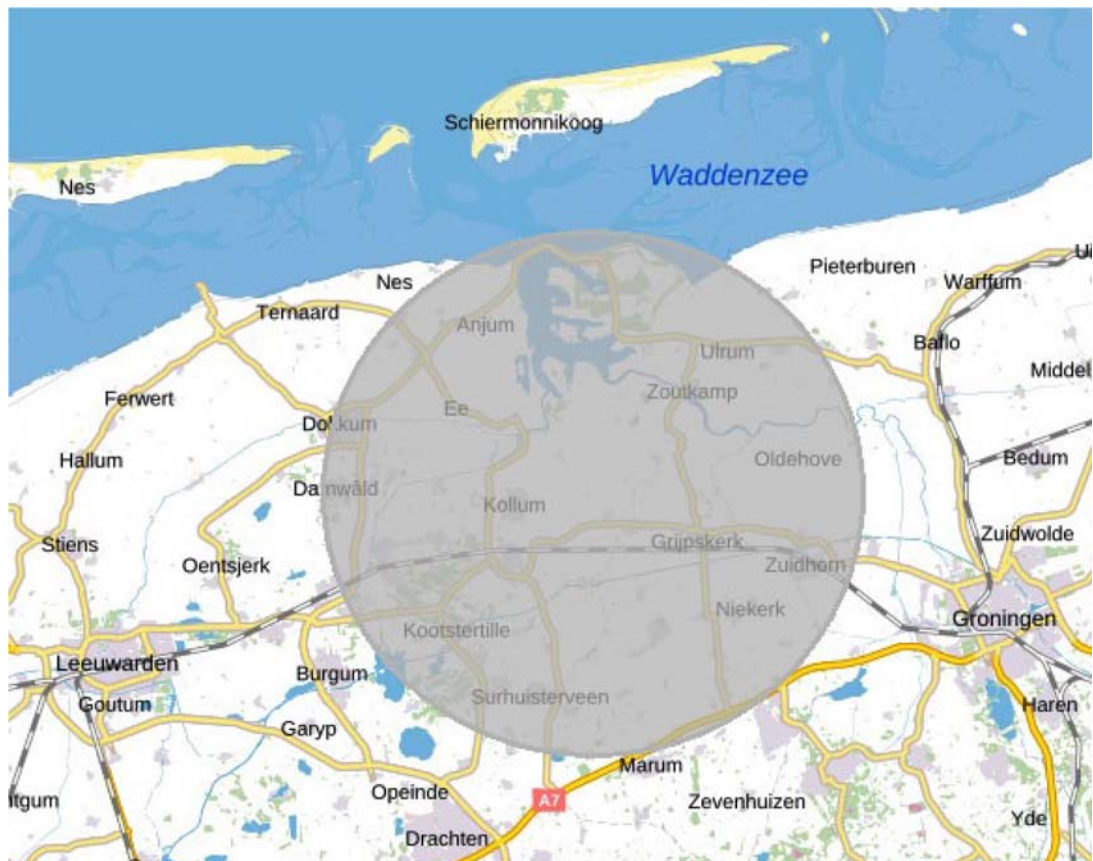 Schiermonnikoog
Waddenzee
Nes
Pieterburen
Warffum
Nes
Ternaard
Anjum
Baflo
Ulrum
Middel
Zoutkamp
Ferwert
Ee
Dokkum
Hallum
Oldehove
Bedum
Damwâld
Kollum
Zuidwolde
Stiens
Grijpskerk
Oentsjerk
Zuidhorn
Niekerk
Groningen
Kootstertille
Leeuwarden
Burgum
Surhuisterveen
Goutum
Haren
Garyp
Marum
Opeinde
A7
Zevenhuizen
ntgum
Yde
Drachten